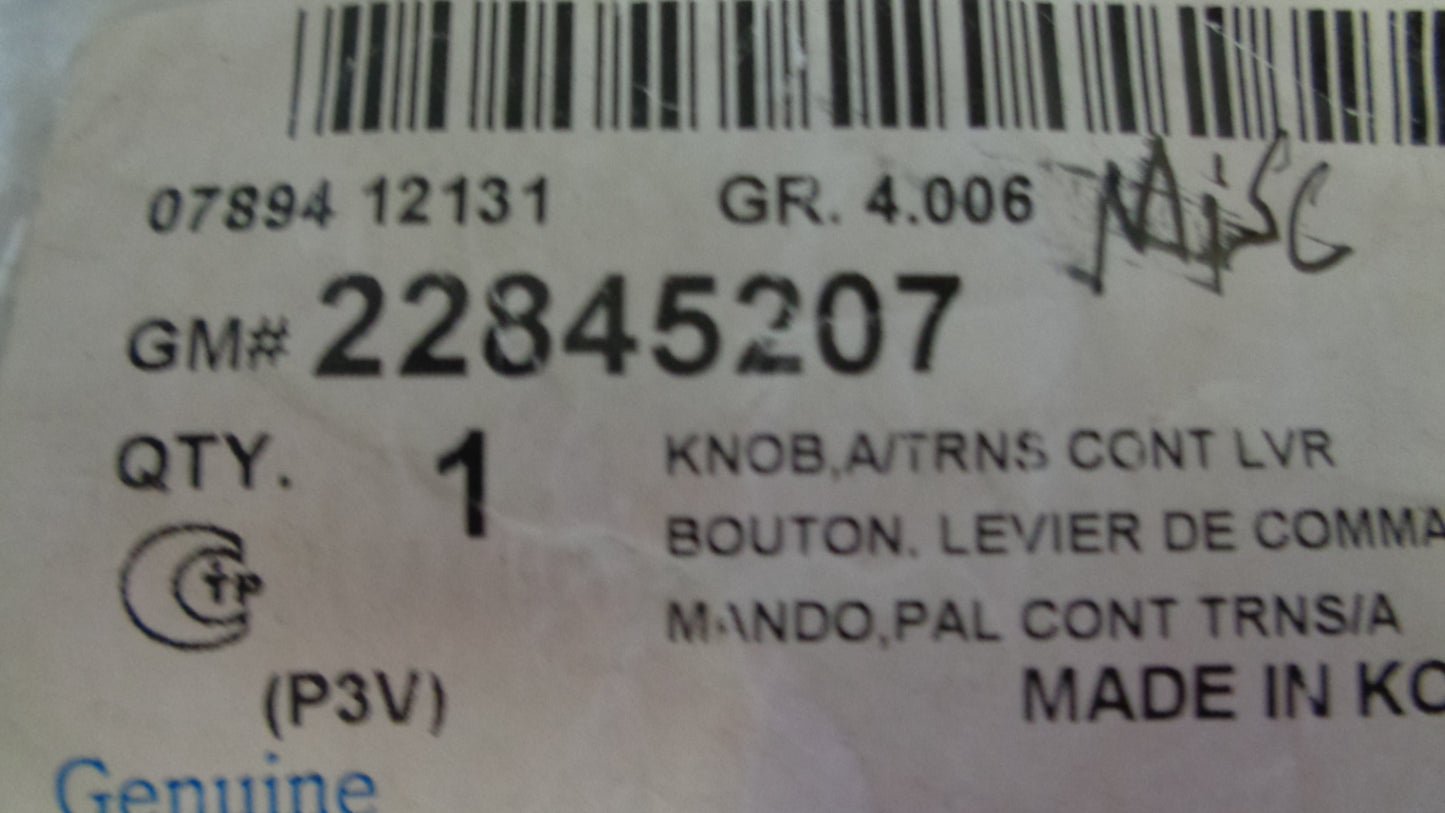 07894 12131 GR. 4.006 MiSC
GM# 22845207
QTY. 1 KNOB,A/TRNS CONT LVR
BOUTON, LEVIER DE COMMA
MANDO,PAL CONT TRNS/A
(P3V) MADE IN KO
Genuine